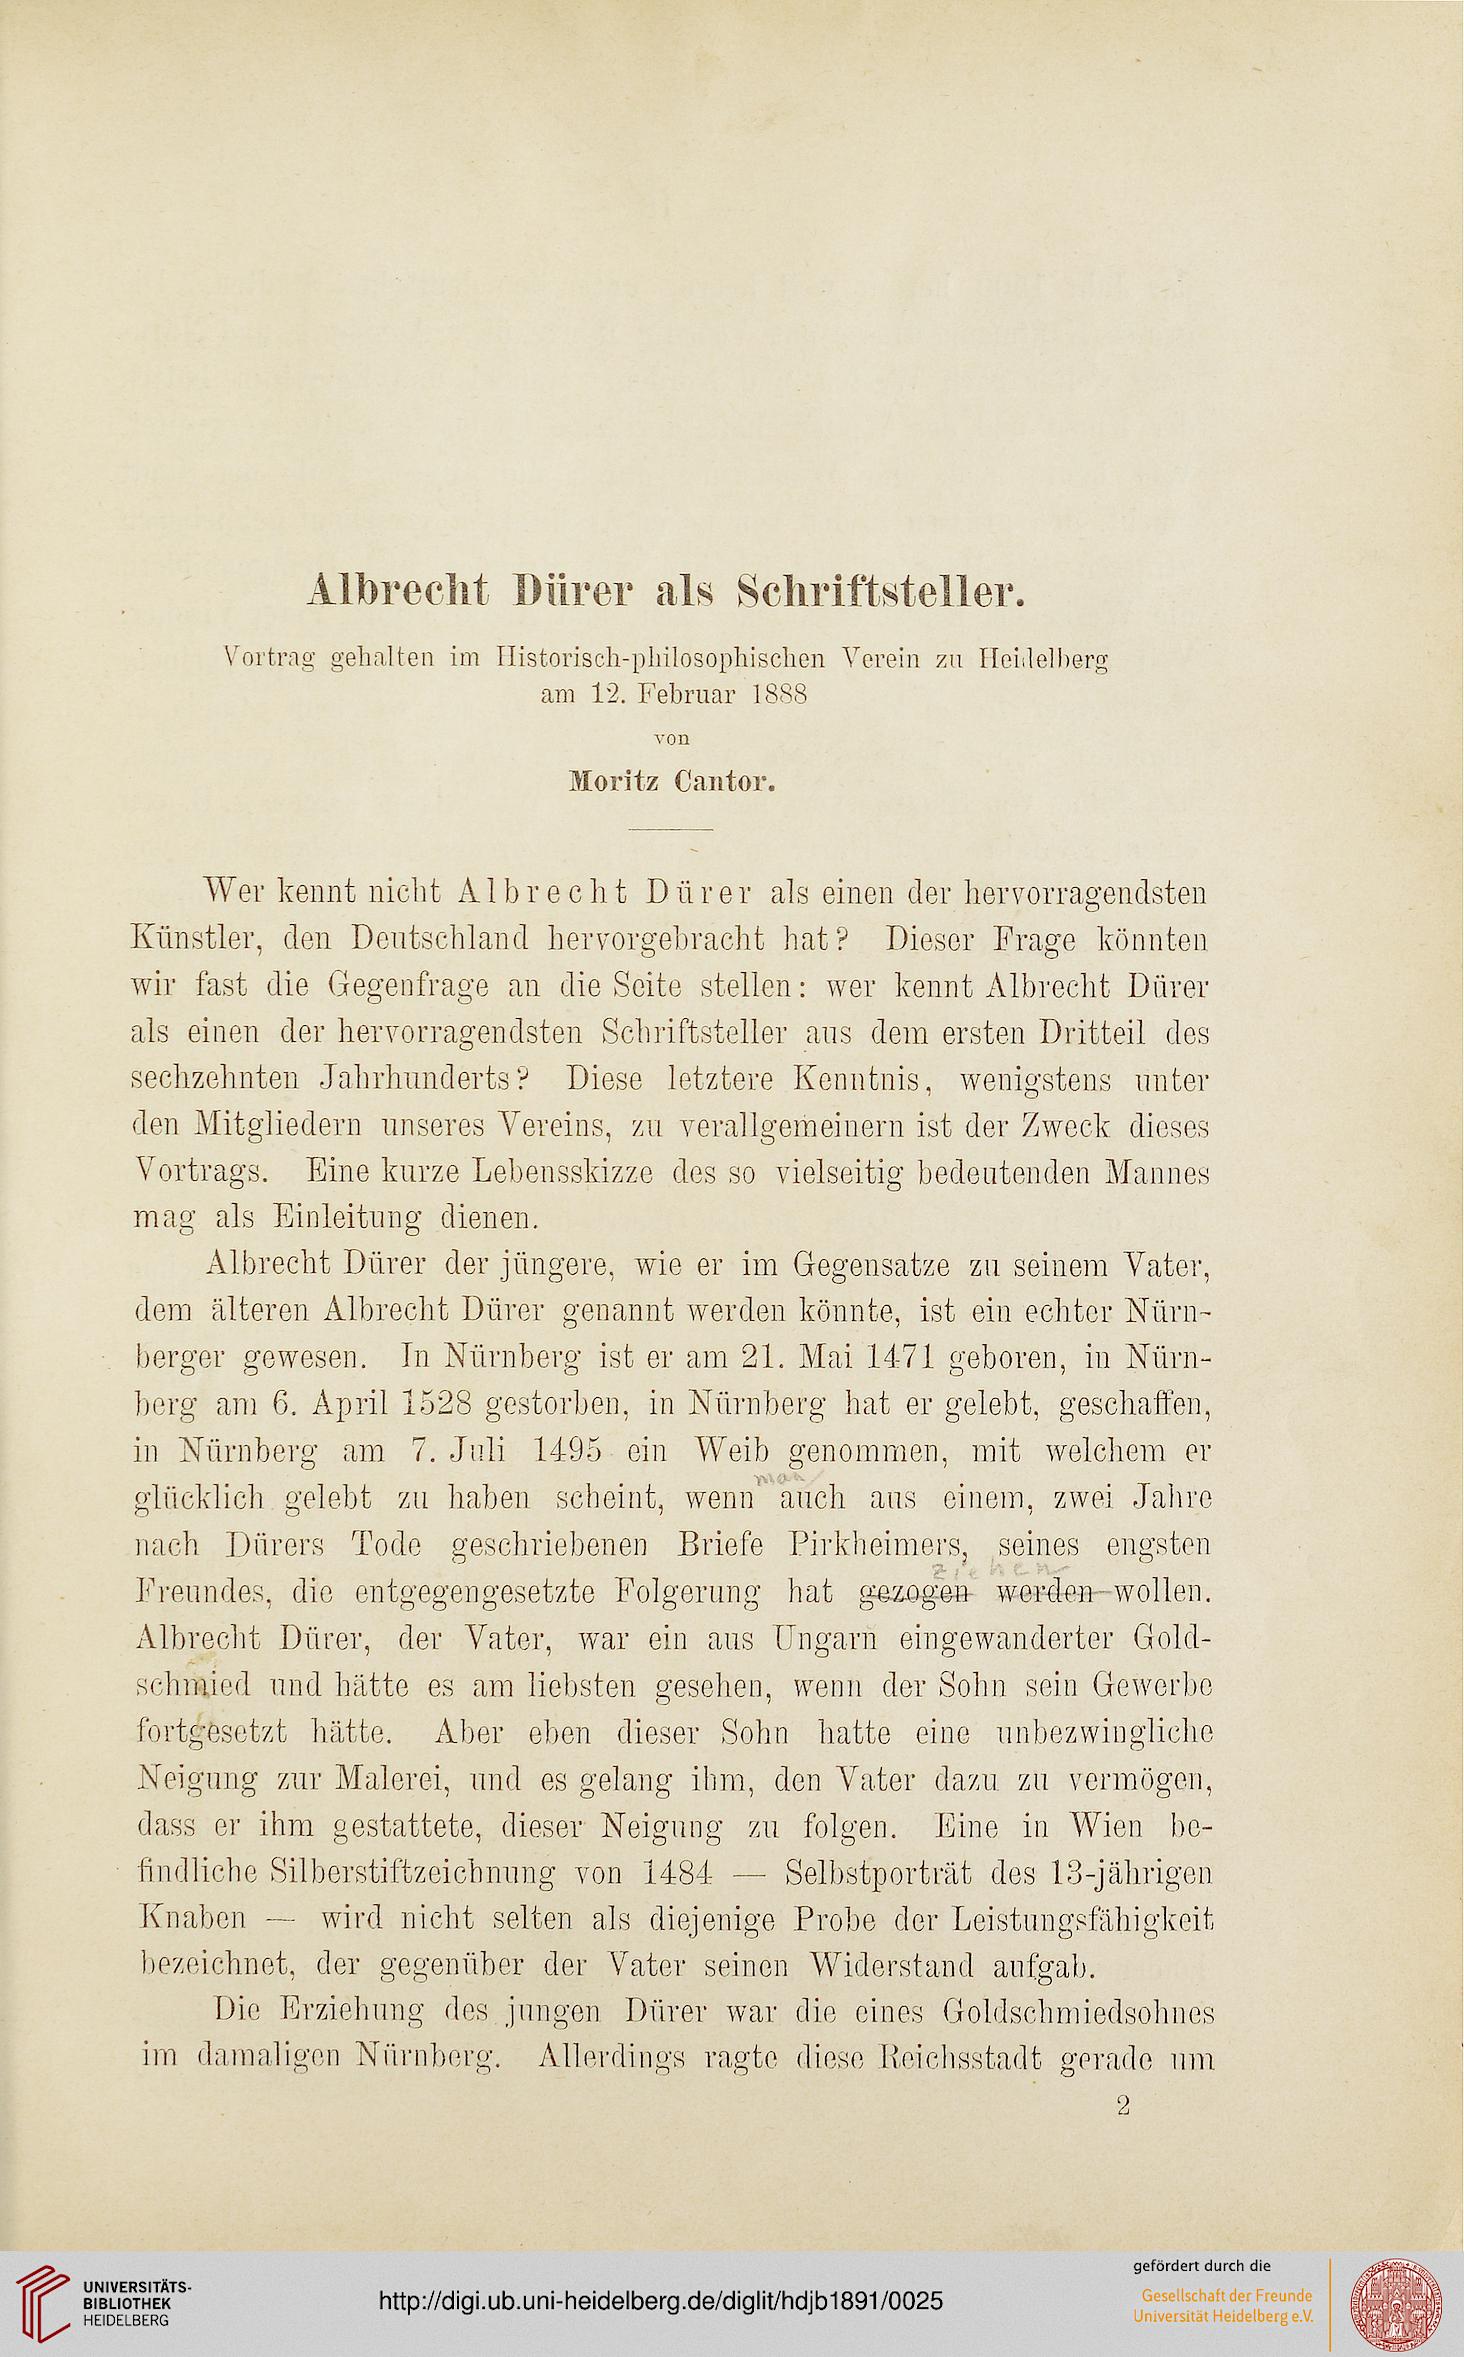 Albrecht Dürer als Schriftsteller.
Vortrag gehalten im Historisch-philosophischen Verein zu Heidelberg
am 12. Februar 1888
von
Moritz Cantor.
Wer kennt nicht Albrecht Dürer als einen der hervorragendsten
Künstler, den Deutschland hervorgebracht hat? Dieser Frage könnten
wir fast die Gegenfrage an die Seite stellen: wer kennt Albrecht Dürer
als einen der hervorragendsten Schriftsteller aus dem ersten Dritteil des
sechzehnten Jahrhunderts? Diese letztere Kenntnis, wenigstens unter
den Mitgliedern unseres Vereins, zu verallgemeinern ist der Zweck dieses
Vortrags. Eine kurze Lebensskizze des so vielseitig bedeutenden Mannes
mag als Einleitung dienen.
Albrecht Dürer der jüngere, wie er im Gegensatze zu seinem Vater,
dem älteren Albrecht Dürer genannt werden könnte, ist ein echter Nürn-
berger gewesen. In Nürnberg ist er am 21. Mai 1471 geboren, in Nürn-
berg am 6. April 1528 gestorben, in Nürnberg hat er gelebt, geschaffen,
in Nürnberg am 7. Juli 1495 ein Weib genommen, mit welchem er
man
glücklich gelebt zu haben scheint, wenn auch aus einem, zwei Jahre
nach Dürers Tode geschriebenen Briefe Pirkheimers, seines engsten
ziehen
Freundes, die entgegengesetzte Folgerung hat gezogen werden wollen.
Albrecht Dürer, der Vater, war ein aus Ungarn eingewanderter Gold-
schmied und hätte es am liebsten gesehen, wenn der Sohn sein Gewerbe
fortgesetzt hätte. Aber eben dieser Sohn hatte eine unbezwingliche
Neigung zur Malerei, und es gelang ihm, den Vater dazu zu vermögen,
dass er ihm gestattete, dieser Neigung zu folgen. Eine in Wien be-
findliche Silberstiftzeichnung von 1484 — Selbstporträt des 13-jährigen
Knaben — wird nicht selten als diejenige Probe der Leistungsfähigkeit
bezeichnet, der gegenüber der Vater seinen Widerstand aufgab.
Die Erziehung des jungen Dürer war die eines Goldschmiedsohnes
im damaligen Nürnberg. Allerdings ragte diese Reichsstadt gerade um
2
UNIVERSITÄTS-
BIBLIOTHEK
HEIDELBERG
http://digi.ub.uni-heidelberg.de/diglit/hdjb1891/0025
gefördert durch die
Gesellschaft der Freunde
Universität Heidelberg e.V.